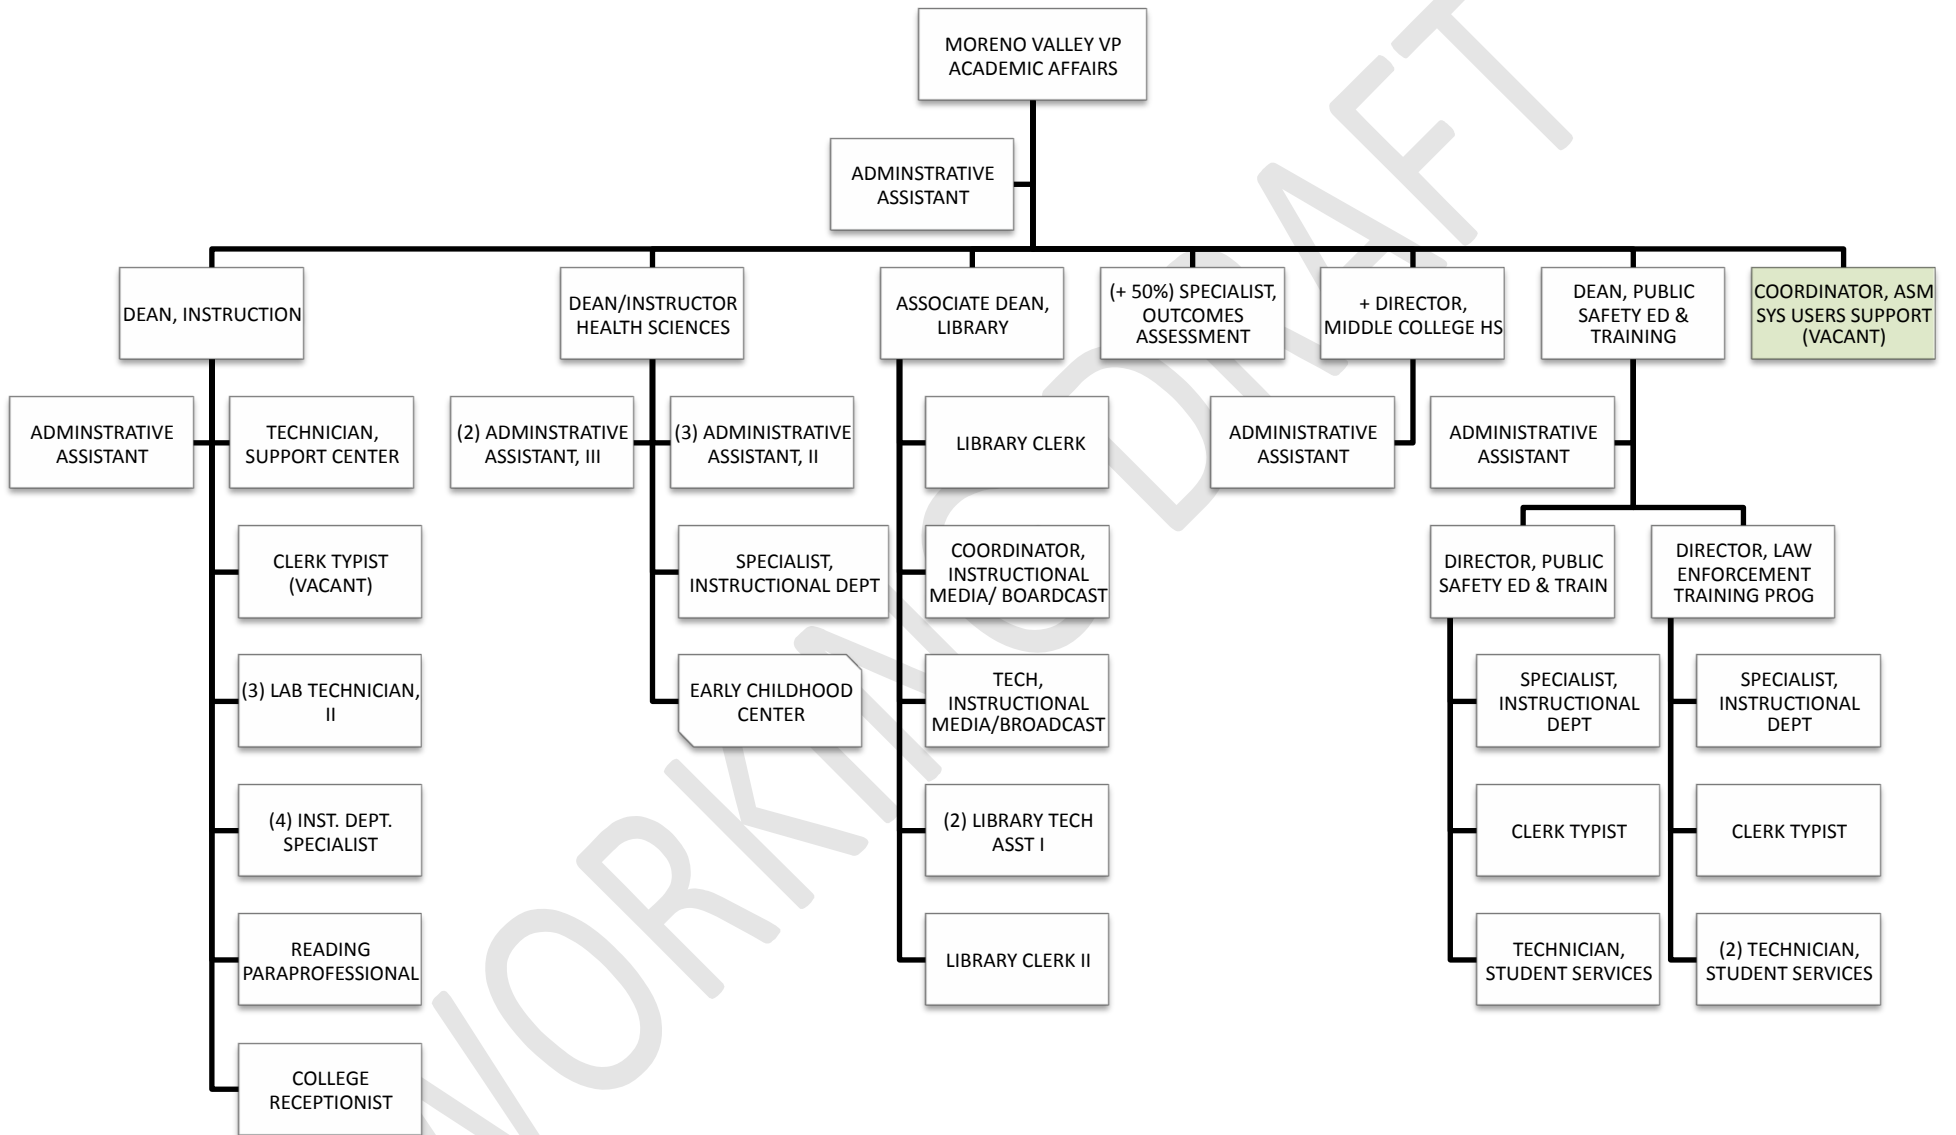 MORENO VALLEY VP
ACADEMIC AFFAIRS
ADMINSTRATIVE
ASSISTANT
DEAN, INSTRUCTION
DEAN/INSTRUCTOR
HEALTH SCIENCES
ASSOCIATE DEAN,
LIBRARY
(+ 50%) SPECIALIST,
OUTCOMES
ASSESSMENT
+ DIRECTOR,
MIDDLE COLLEGE HS
DEAN, PUBLIC
SAFETY ED &
TRAINING
COORDINATOR, ASM
SYS USERS SUPPORT
(VACANT)
ADMINSTRATIVE
ASSISTANT
TECHNICIAN,
SUPPORT CENTER
CLERK TYPIST
(VACANT)
(3) LAB TECHNICIAN,
II
(4) INST. DEPT.
SPECIALIST
READING
PARAPROFESSIONAL
COLLEGE
RECEPTIONIST
(2) ADMINSTRATIVE
ASSISTANT, III
(3) ADMINISTRATIVE
ASSISTANT, II
SPECIALIST,
INSTRUCTIONAL DEPT
EARLY CHILDHOOD
CENTER
LIBRARY CLERK
COORDINATOR,
INSTRUCTIONAL
MEDIA/ BOARDCAST
TECH,
INSTRUCTIONAL
MEDIA/BROADCAST
(2) LIBRARY TECH
ASST I
LIBRARY CLERK II
ADMINISTRATIVE
ASSISTANT
ADMINISTRATIVE
ASSISTANT
DIRECTOR, PUBLIC
SAFETY ED & TRAIN
SPECIALIST,
INSTRUCTIONAL
DEPT
CLERK TYPIST
TECHNICIAN,
STUDENT SERVICES
DIRECTOR, LAW
ENFORCEMENT
TRAINING PROG
SPECIALIST,
INSTRUCTIONAL
DEPT
CLERK TYPIST
(2) TECHNICIAN,
STUDENT SERVICES
WORKING DRAFT